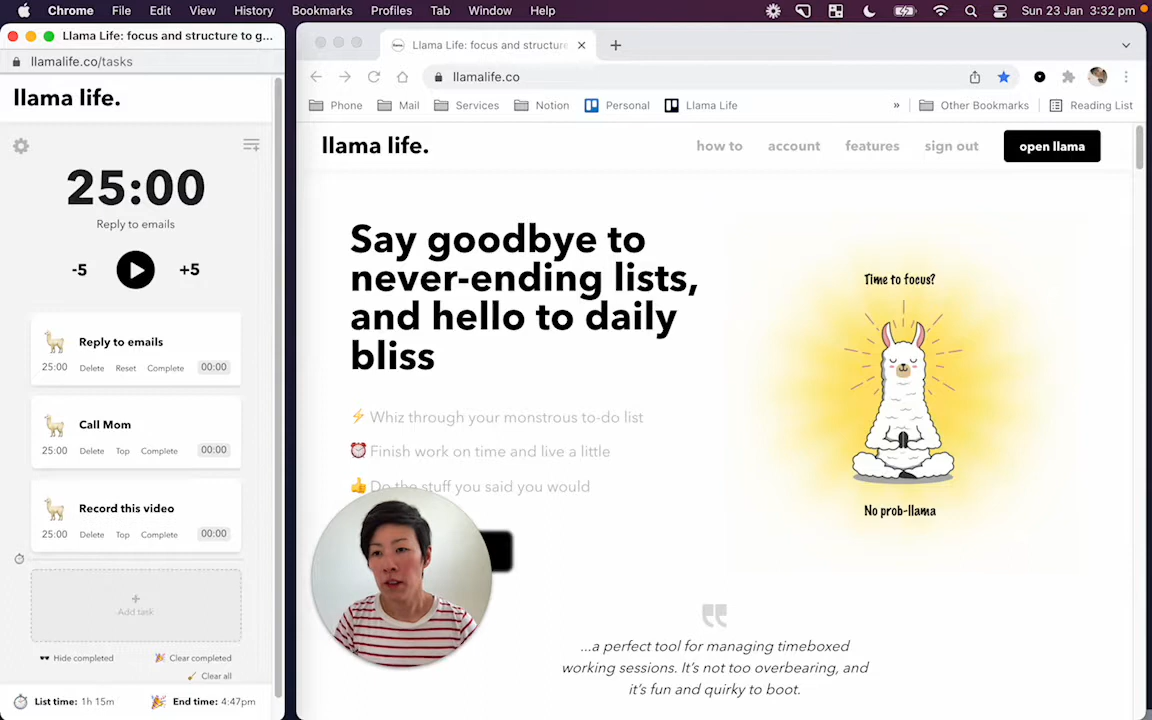 Chrome File Edit View History Bookmarks Profiles Tab Window Help Sun 23 Jan 3:32 pm
Llama Life: focus and structure to g...
llamalife.co/tasks
llama life.
25:00
Reply to emails
-5 +5
Reply to emails
25:00 Delete Reset Complete 00:00
Call Mom
25:00 Delete Top Complete 00:00
Record this video
25:00 Delete Top Complete 00:00
+
Add task
Hide completed Clear completed
Clear all
List time: 1h 15m End time: 4:47pm
Llama Life: focus and structure
llamalife.co
Phone Mail Services Notion Personal Llama Life » Other Bookmarks Reading List
llama life. how to account features sign out open llama
Say goodbye to
never-ending lists,
and hello to daily
bliss
⚡ Whiz through your monstrous to-do list
⏰ Finish work on time and live a little
👍 Do the stuff you said you would
Time to focus?
No prob-llama
...a perfect tool for managing timeboxed
working sessions. It's not too overbearing, and
it's fun and quirky to boot.